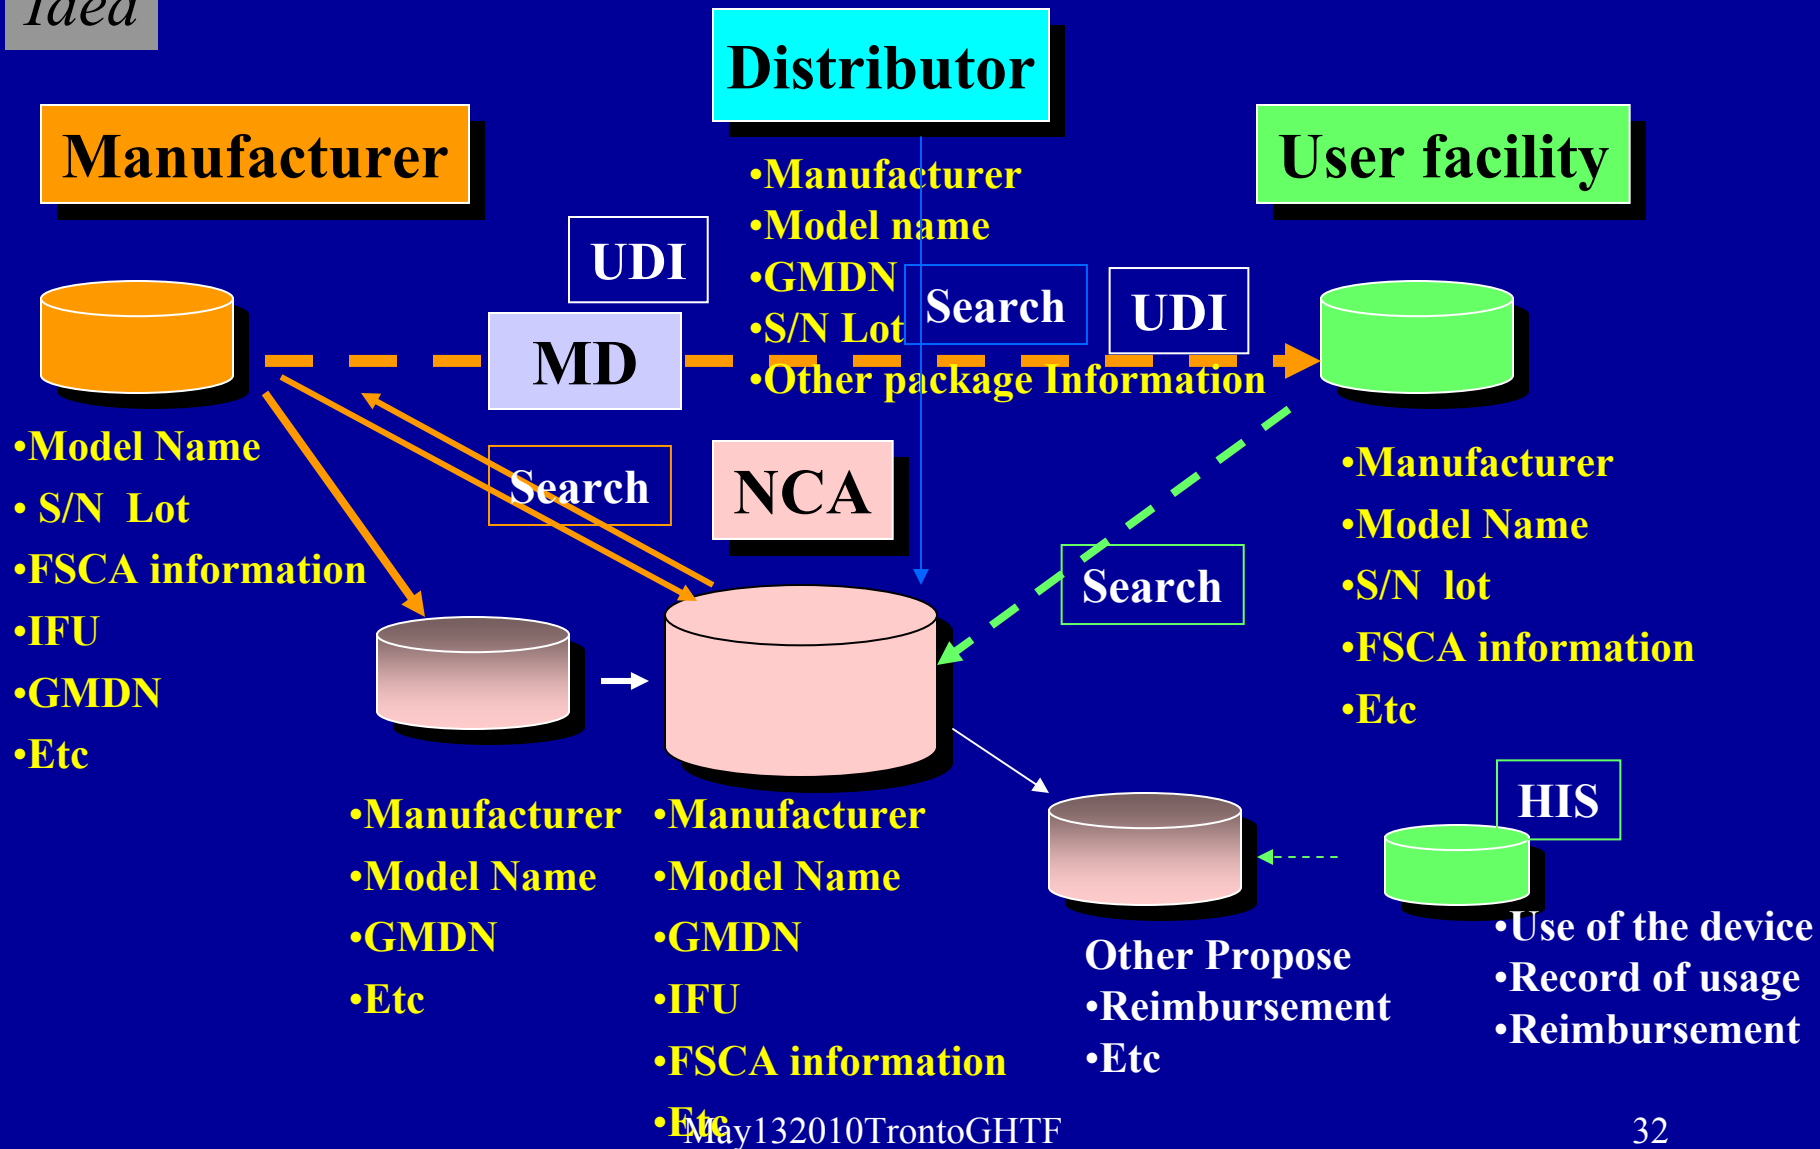 Idea
Distributor
Manufacturer
User facility
•Manufacturer
•Model name
•GMDN
•S/N Lot
•Other package Information
UDI
Search
UDI
MD
•Model Name
• S/N Lot
•FSCA information
•IFU
•GMDN
•Etc
Search
NCA
Search
•Manufacturer
•Model Name
•S/N lot
•FSCA information
•Etc
•Manufacturer
•Model Name
•GMDN
•Etc
•Manufacturer
•Model Name
•GMDN
•IFU
•FSCA information
•Etc
HIS
Other Propose
•Reimbursement
•Etc
•Use of the device
•Record of usage
•Reimbursement
May132010TrontoGHTF
32